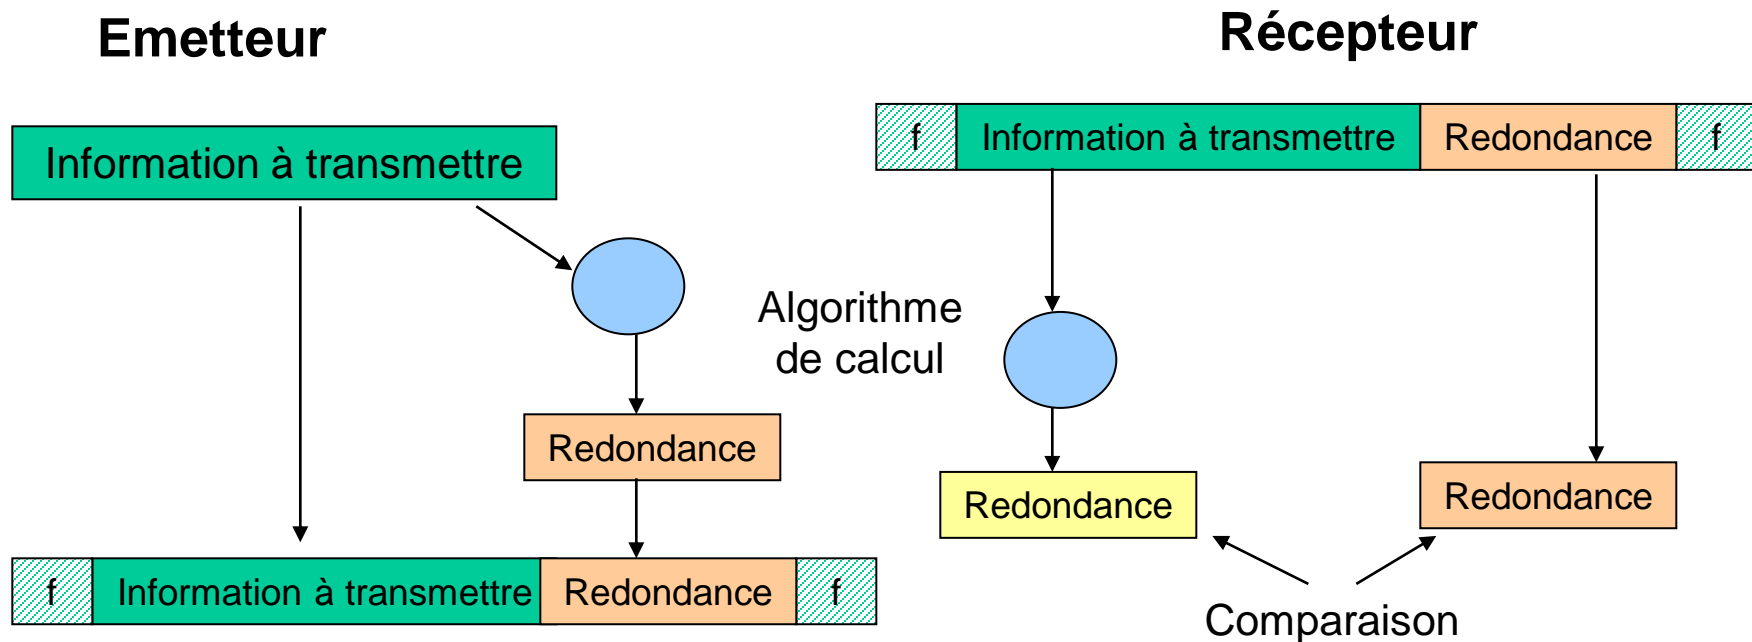 Emetteur
Récepteur
Information à transmettre
f Information à transmettre Redondance f
Algorithme
de calcul
Redondance
Redondance
Redondance
f Information à transmettre Redondance f
Comparaison